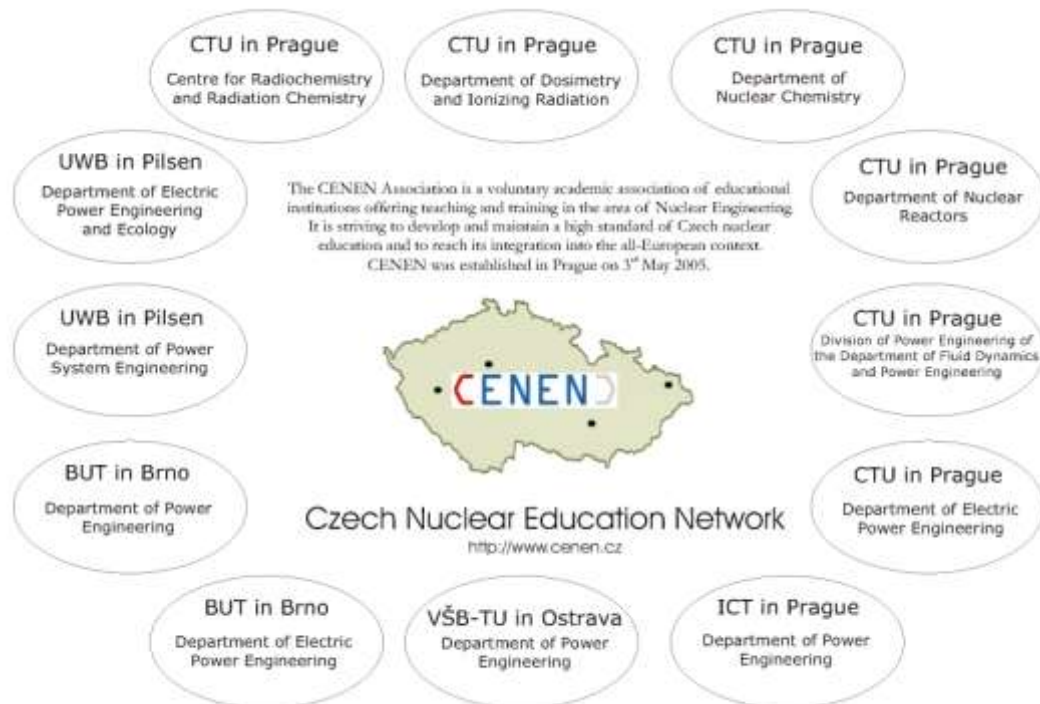 CTU in Prague
Centre for Radiochemistry
and Radiation Chemistry
CTU in Prague
Department of Dosimetry
and Ionizing Radiation
CTU in Prague
Department of
Nuclear Chemistry
UWB in Pilsen
Department of Electric
Power Engineering
and Ecology
The CENEN Association is a voluntary academic association of educational
institutions offering teaching and training in the area of Nuclear Engineering.
It is striving to develop and maintain a high standard of Czech nuclear
education and to reach its integration into the all-European context.
CENEN was established in Prague on 3rd May 2005.
CTU in Prague
Department of Nuclear
Reactors
UWB in Pilsen
Department of Power
System Engineering
CENEN
CTU in Prague
Division of Power Engineering of
the Department of Fluid Dynamics
and Power Engineering
BUT in Brno
Department of Power
Engineering
Czech Nuclear Education Network
http://www.cenen.cz
CTU in Prague
Department of Electric
Power Engineering
BUT in Brno
Department of Electric
Power Engineering
VŠB-TU in Ostrava
Department of Power
Engineering
ICT in Prague
Department of Power
Engineering